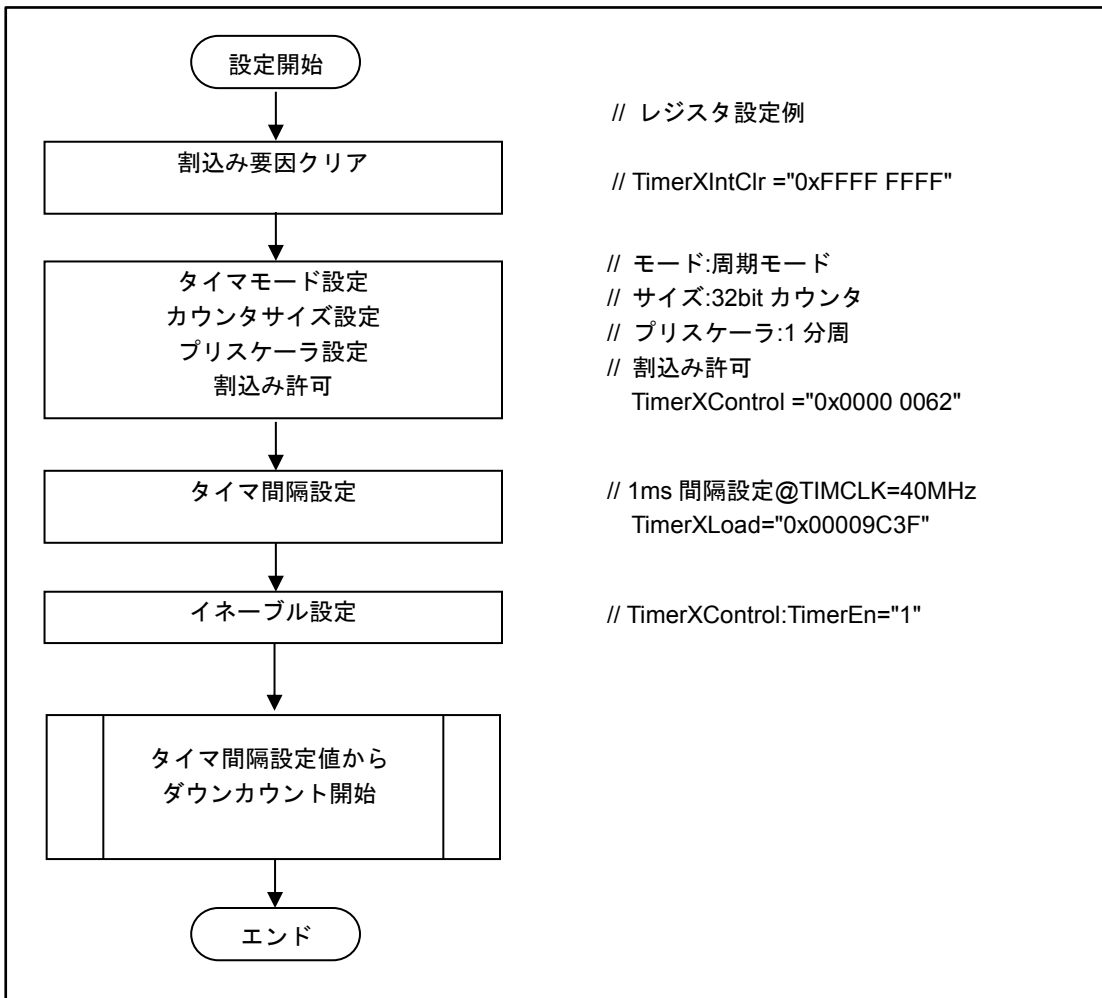 設定開始
// レジスタ設定例
割込み要因クリア
// TimerXIntClr ="0xFFFF FFFF"
タイマモード設定
カウンタサイズ設定
プリスケーラ設定
割込み許可
// モード:周期モード
// サイズ:32bit カウンタ
// プリスケーラ:1 分周
// 割込み許可
TimerXControl ="0x0000 0062"
タイマ間隔設定
// 1ms 間隔設定@TIMCLK=40MHz
TimerXLoad="0x00009C3F"
イネーブル設定
// TimerXControl:TimerEn="1"
タイマ間隔設定値から
ダウンカウント開始
エンド